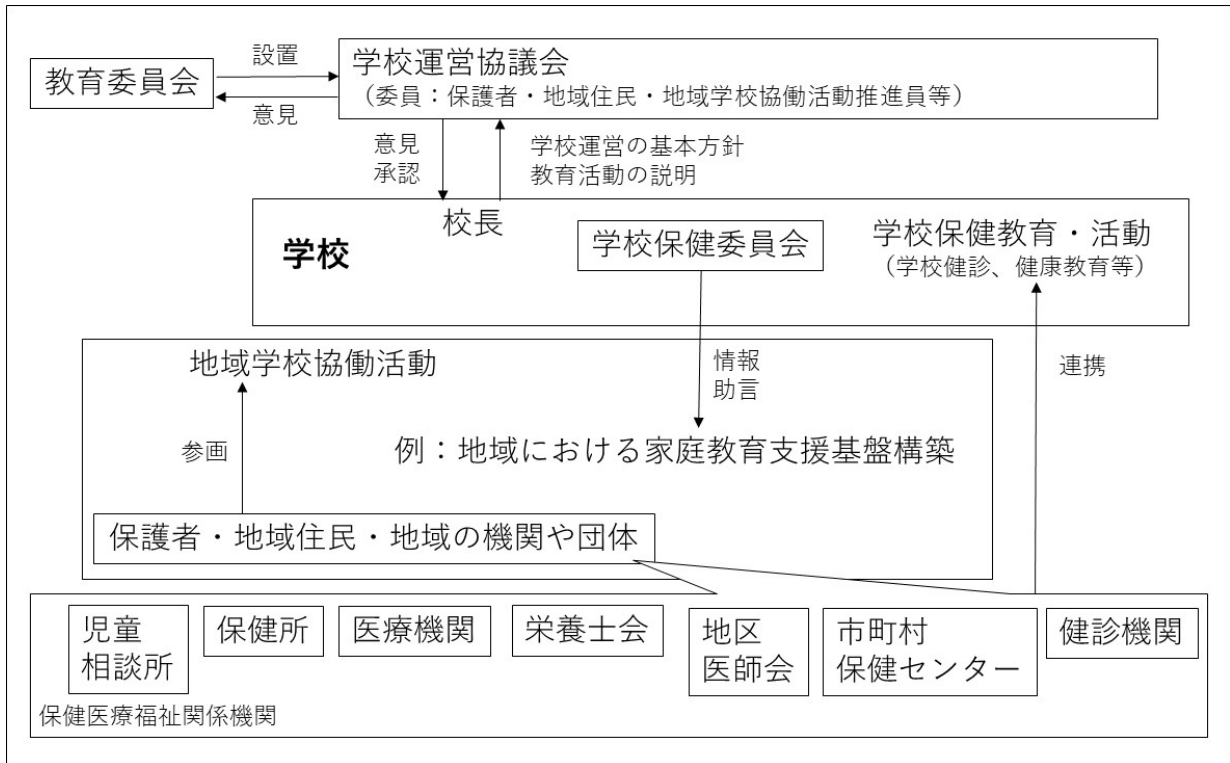 教育委員会
設置
意見
学校運営協議会
（委員：保護者・地域住民・地域学校協働活動推進員等）
意見
承認
学校運営の基本方針
教育活動の説明
学校
校長
学校保健委員会
学校保健教育・活動
（学校健診、健康教育等）
地域学校協働活動
情報
助言
連携
参画
例：地域における家庭教育支援基盤構築
保護者・地域住民・地域の機関や団体
児童
相談所
保健所
医療機関
栄養士会
地区
医師会
市町村
保健センター
健診機関
保健医療福祉関係機関